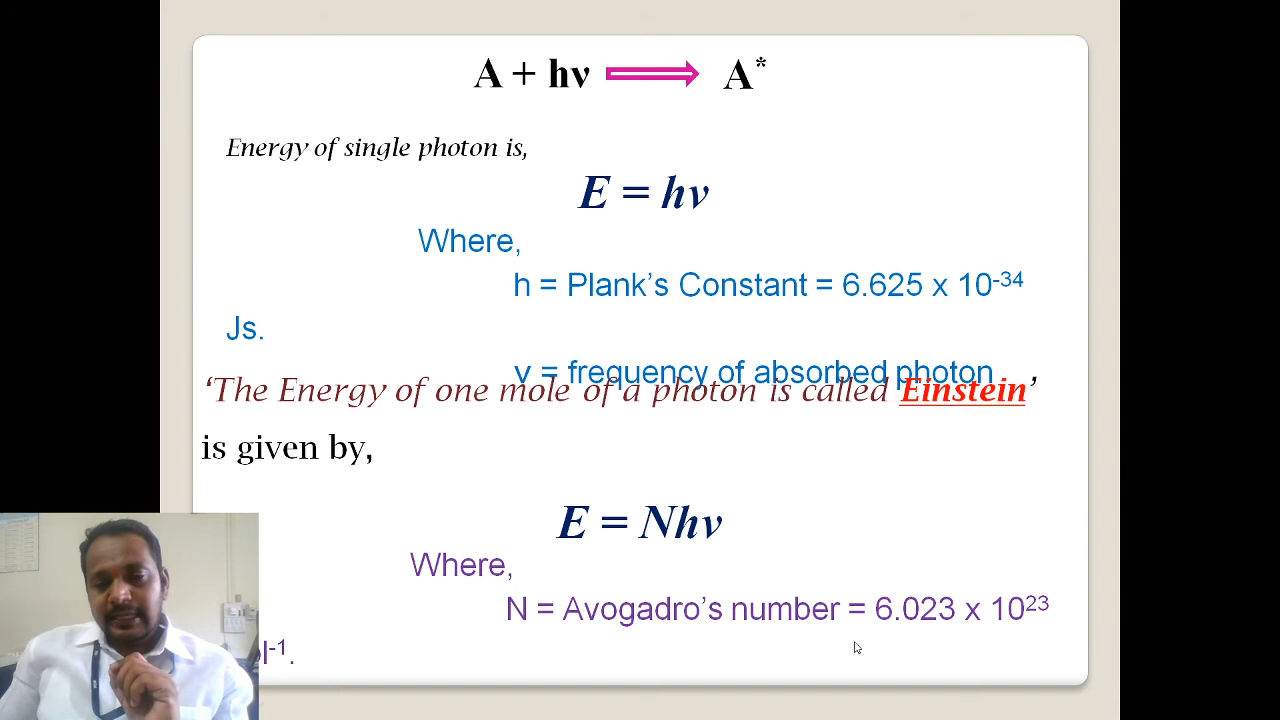 A + hν ⟹ A*
Energy of single photon is,
E = hν
Where,
h = Plank’s Constant = 6.625 x 10⁻³⁴
Js.
ν = frequency of absorbed photon
‘The Energy of one mole of a photon is called Einstein ’
is given by,
E = Nhν
Where,
N = Avogadro’s number = 6.023 x 10²³
l⁻¹.